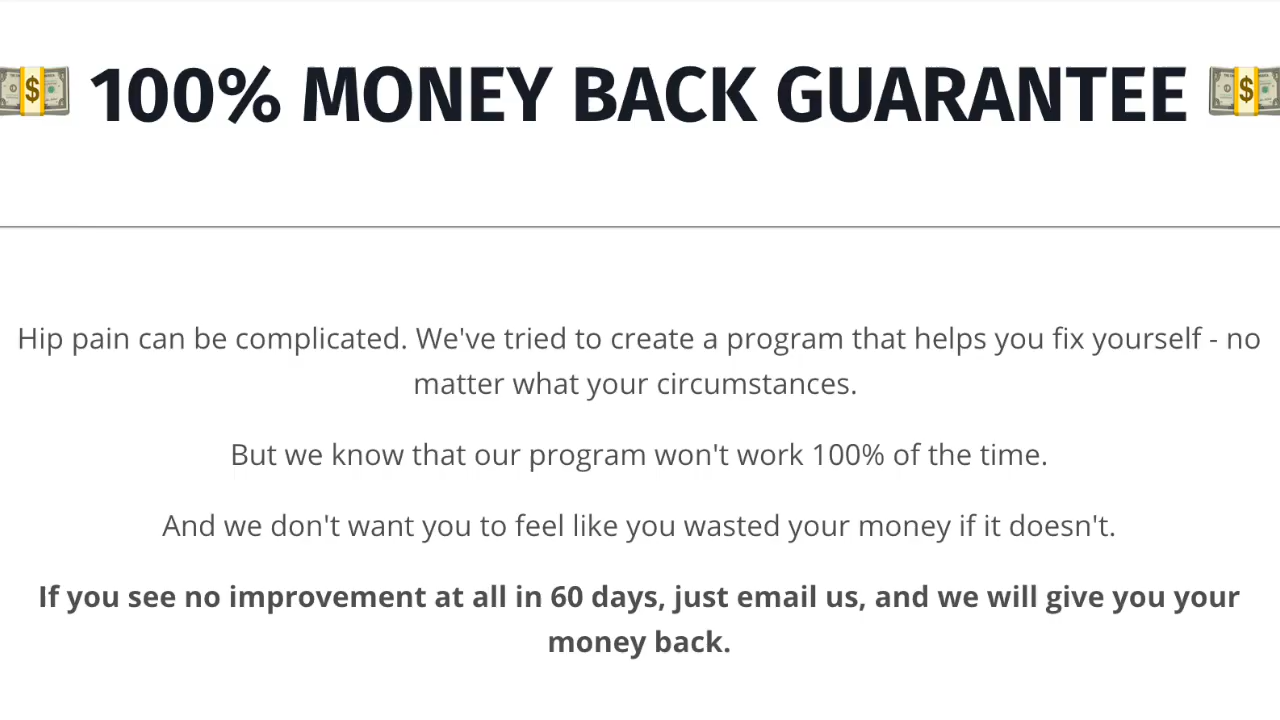 💵 100% MONEY BACK GUARANTEE 💵
Hip pain can be complicated. We've tried to create a program that helps you fix yourself - no
matter what your circumstances.
But we know that our program won't work 100% of the time.
And we don't want you to feel like you wasted your money if it doesn't.
If you see no improvement at all in 60 days, just email us, and we will give you your
money back.